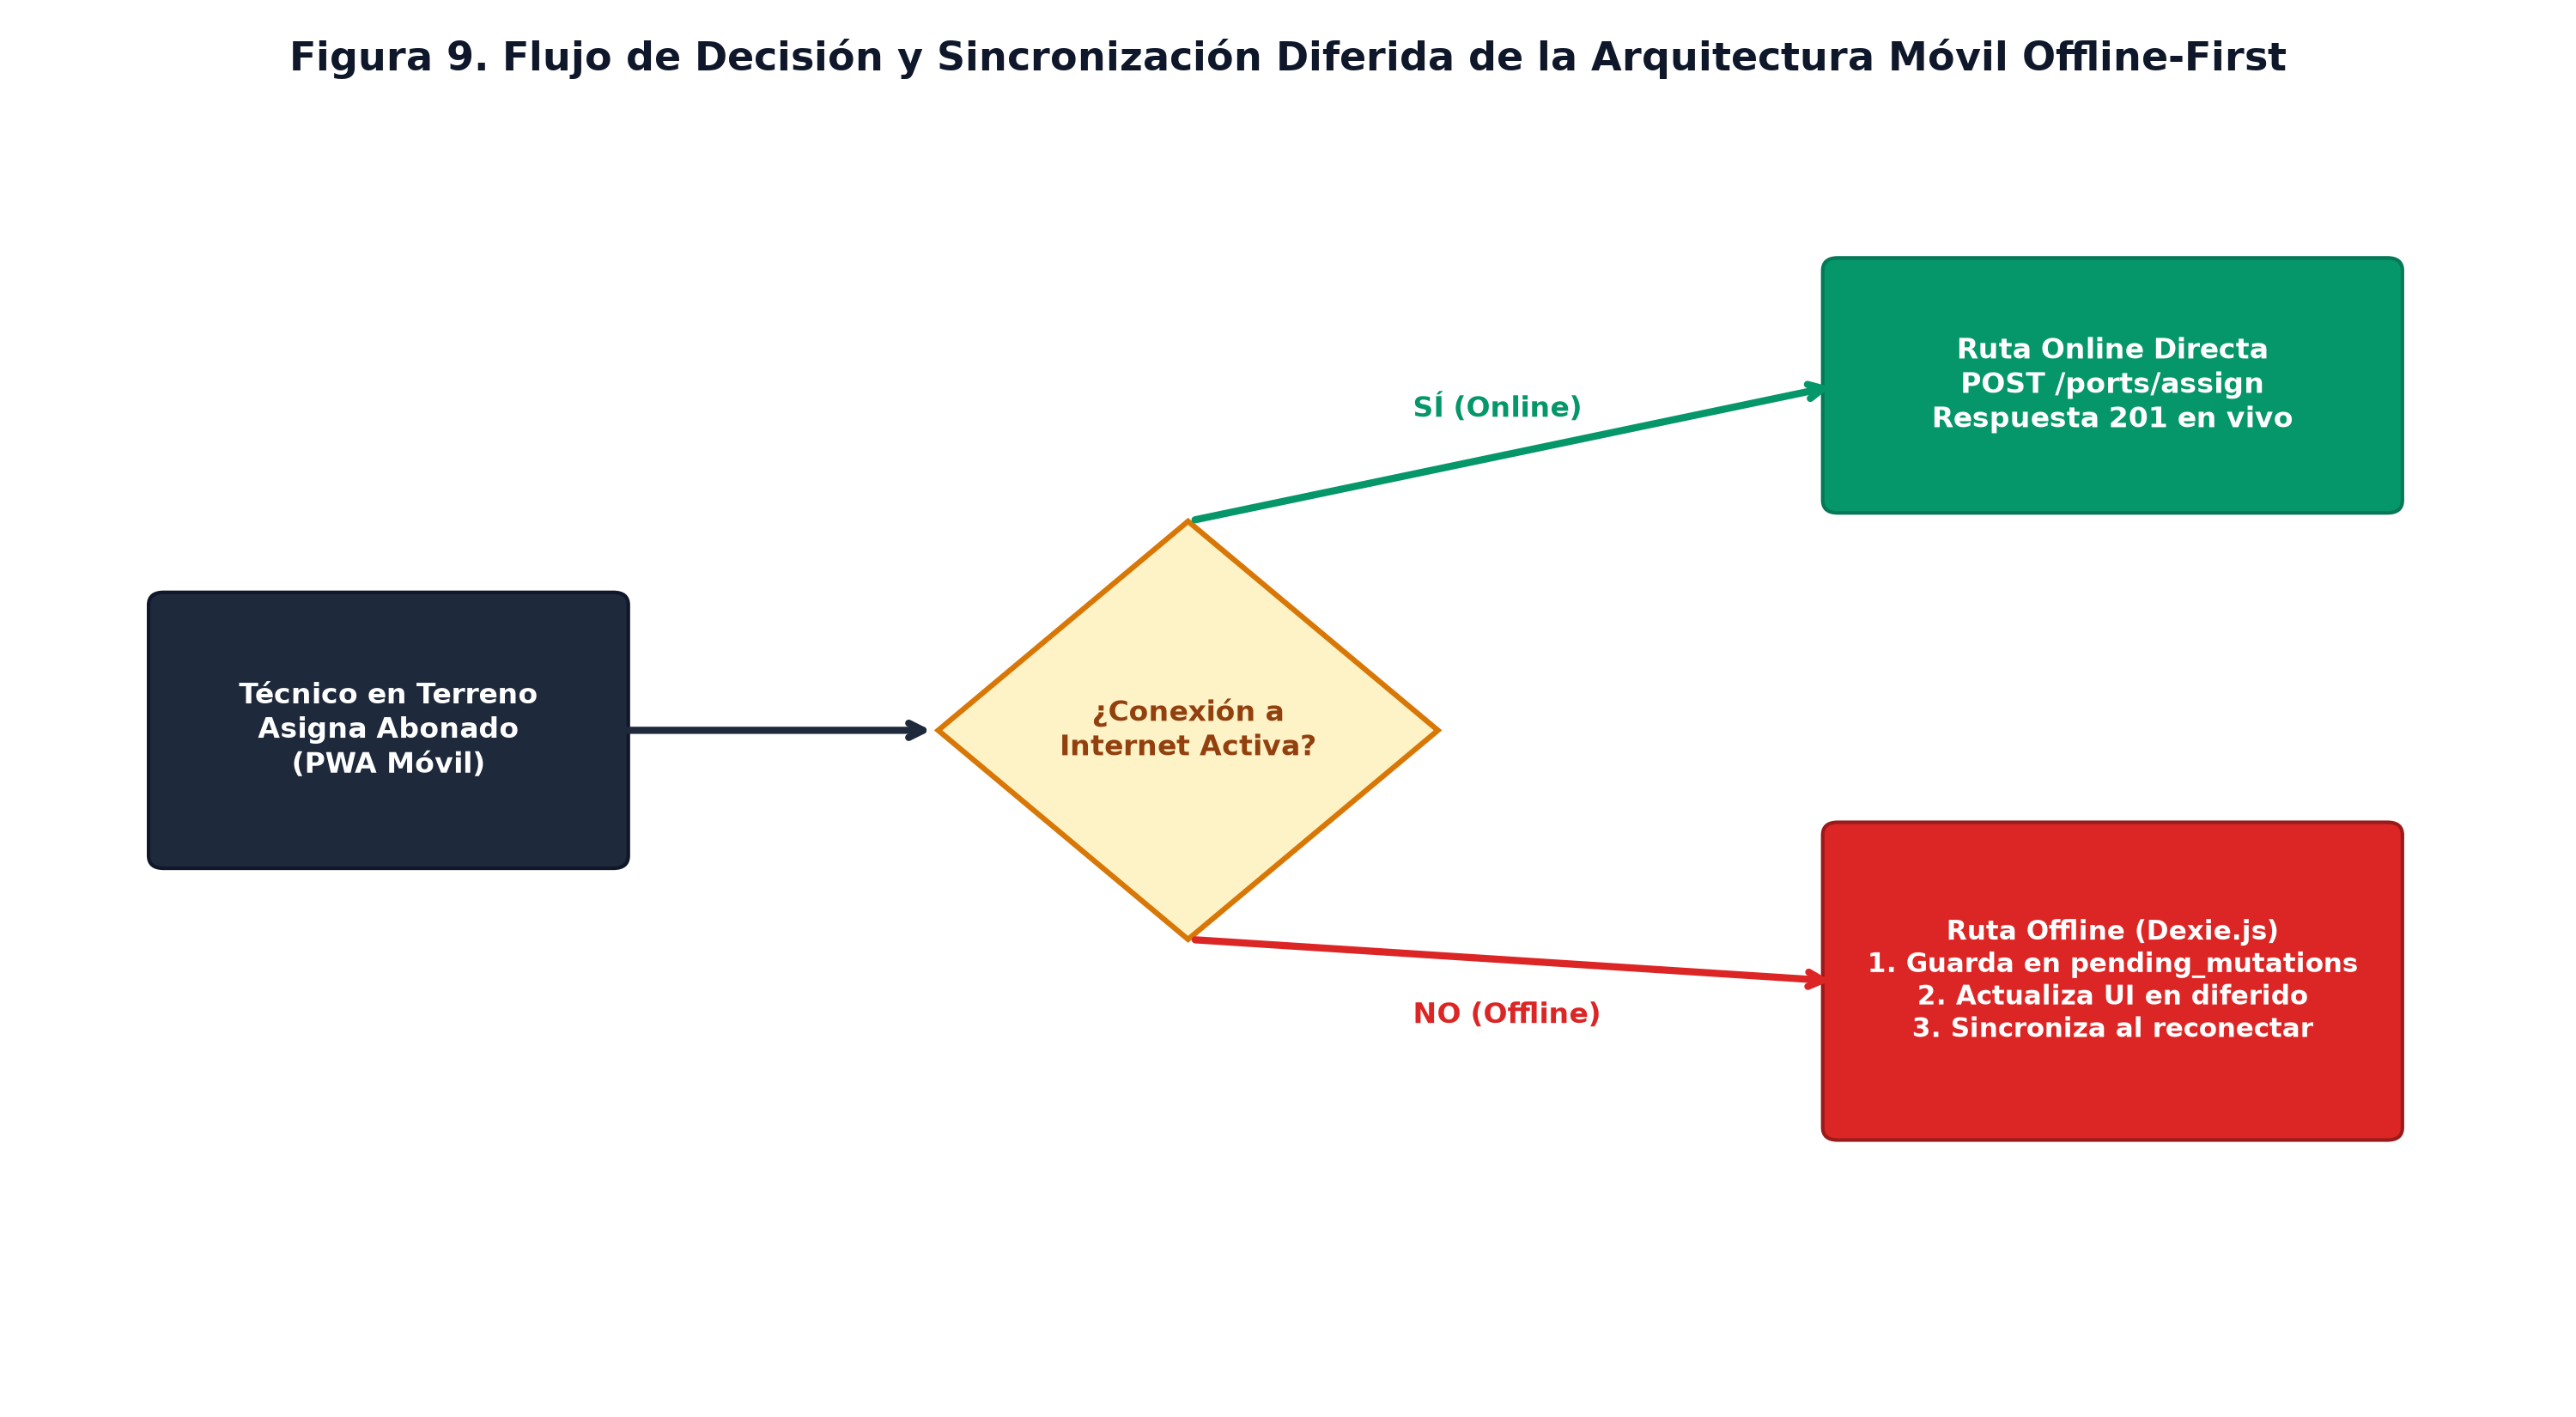 Figura 9. Flujo de Decisión y Sincronización Diferida de la Arquitectura Móvil Offline-First
Técnico en Terreno
Asigna Abonado
(PWA Móvil)
¿Conexión a
Internet Activa?
SÍ (Online)
Ruta Online Directa
POST /ports/assign
Respuesta 201 en vivo
NO (Offline)
Ruta Offline (Dexie.js)
1. Guarda en pending_mutations
2. Actualiza UI en diferido
3. Sincroniza al reconectar